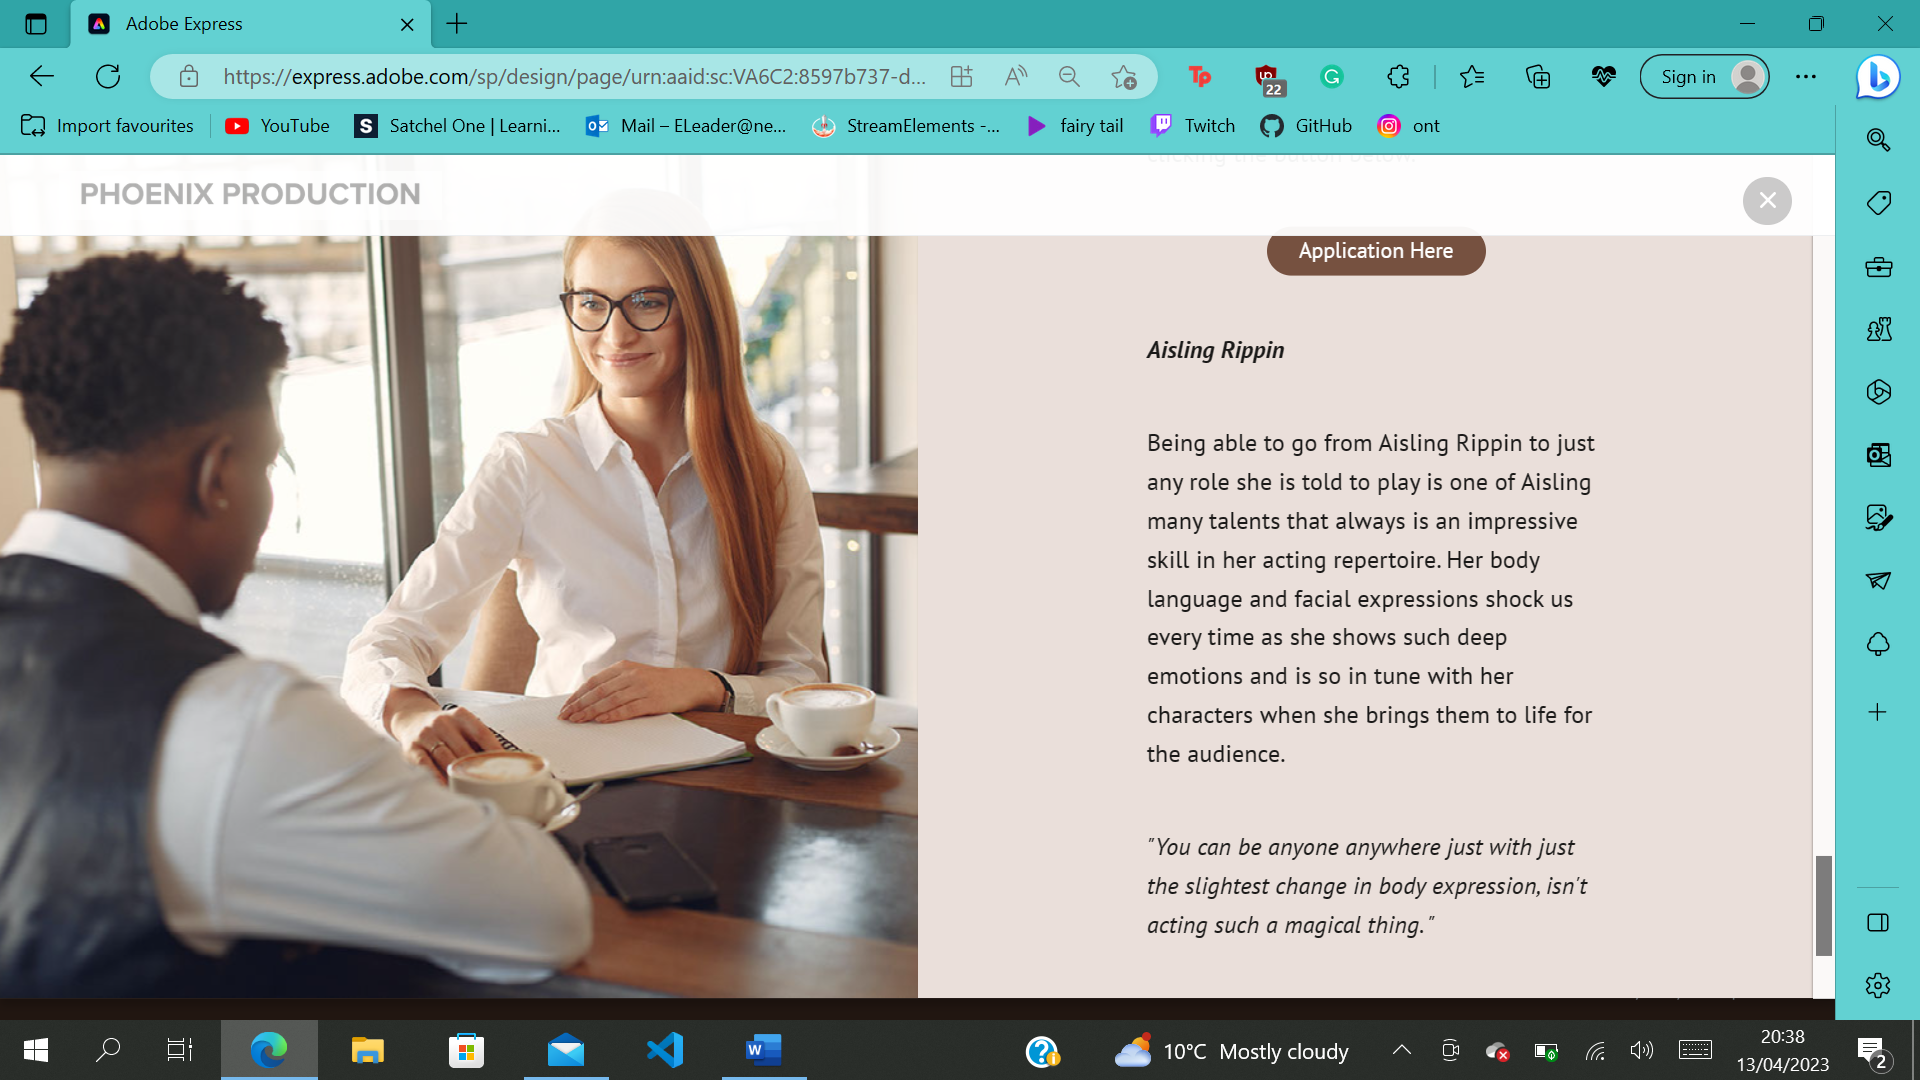 Adobe Express
https://express.adobe.com/sp/design/page/urn:aaid:sc:VA6C2:8597b737-d...
22
Sign in
Import favourites
YouTube
Satchel One | Learni...
Mail – ELeader@ne...
StreamElements -...
fairy tail
Twitch
GitHub
ont
clicking the button below.
PHOENIX PRODUCTION
Application Here
Aisling Rippin
Being able to go from Aisling Rippin to just
any role she is told to play is one of Aisling
many talents that always is an impressive
skill in her acting repertoire. Her body
language and facial expressions shock us
every time as she shows such deep
emotions and is so in tune with her
characters when she brings them to life for
the audience.
"You can be anyone anywhere just with just
the slightest change in body expression, isn't
acting such a magical thing."
10°C Mostly cloudy
20:38
13/04/2023
2